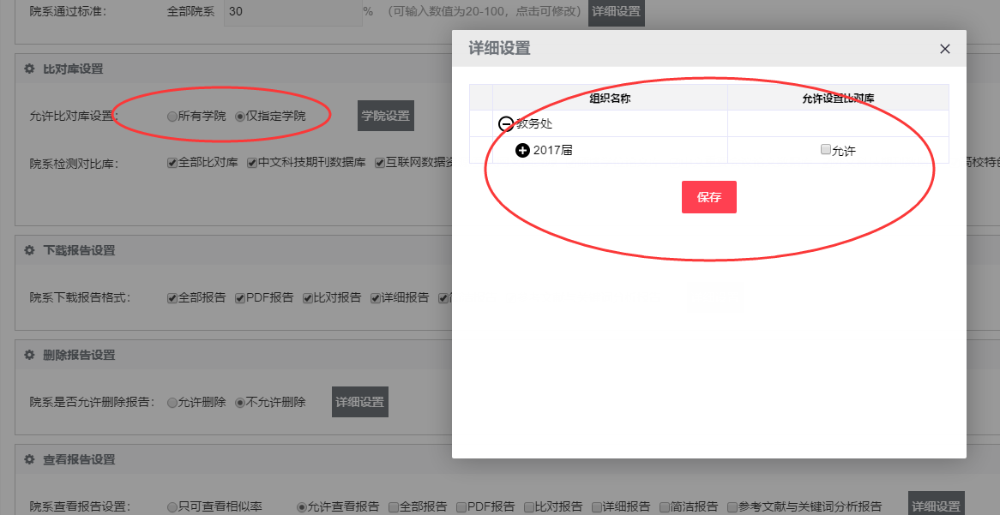 院系通过标准： 全部院系 30 % （可输入数值为20-100，点击可修改） 详细设置
详细设置
比对库设置
组织名称 允许设置比对库
允许比对库设置： 所有学院 仅指定学院 学院设置
教务处
2017届 允许
院系检测对比库： 全部比对库 中文科技期刊数据库 互联网数据资 高校特色
保存
下载报告设置
院系下载报告格式： 全部报告 PDF报告 比对报告 详细报告
删除报告设置
院系是否允许删除报告： 允许删除 不允许删除 详细设置
查看报告设置
院系查看报告设置： 只可查看相似率 允许查看报告 全部报告 PDF报告 比对报告 详细报告 简洁报告 参考文献与关键词分析报告 详细设置